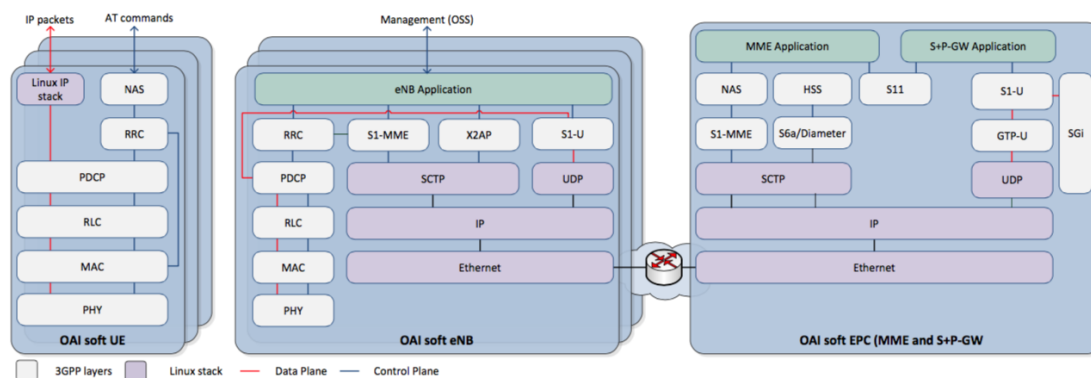 IP packets
AT commands
Linux IP
stack
NAS
RRC
PDCP
RLC
MAC
PHY
OAI soft UE
Management (OSS)
eNB Application
RRC
S1-MME
X2AP
S1-U
PDCP
SCTP
UDP
RLC
IP
MAC
Ethernet
PHY
OAI soft eNB
MME Application
S+P-GW Application
NAS
HSS
S11
S1-U
S1-MME
S6a/Diameter
GTP-U
SGi
SCTP
UDP
IP
Ethernet
OAI soft EPC (MME and S+P-GW
3GPP layers
Linux stack
Data Plane
Control Plane